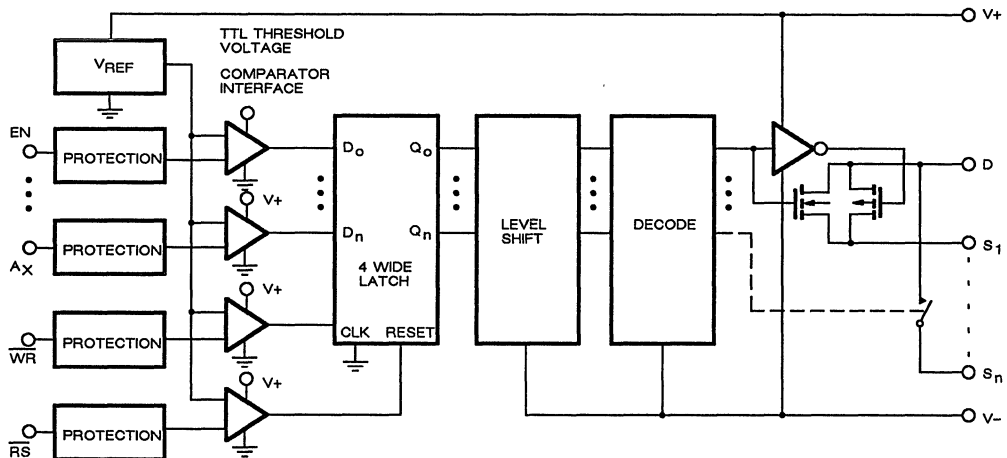 TTL THRESHOLD
VOLTAGE
COMPARATOR
INTERFACE
V+
VREF
EN
PROTECTION
D0
Q0
D
PROTECTION
V+
Dn
Qn
LEVEL
SHIFT
DECODE
S1
AX
4 WIDE
LATCH
V+
PROTECTION
CLK
RESET
WR
Sn
V+
PROTECTION
RS
V-